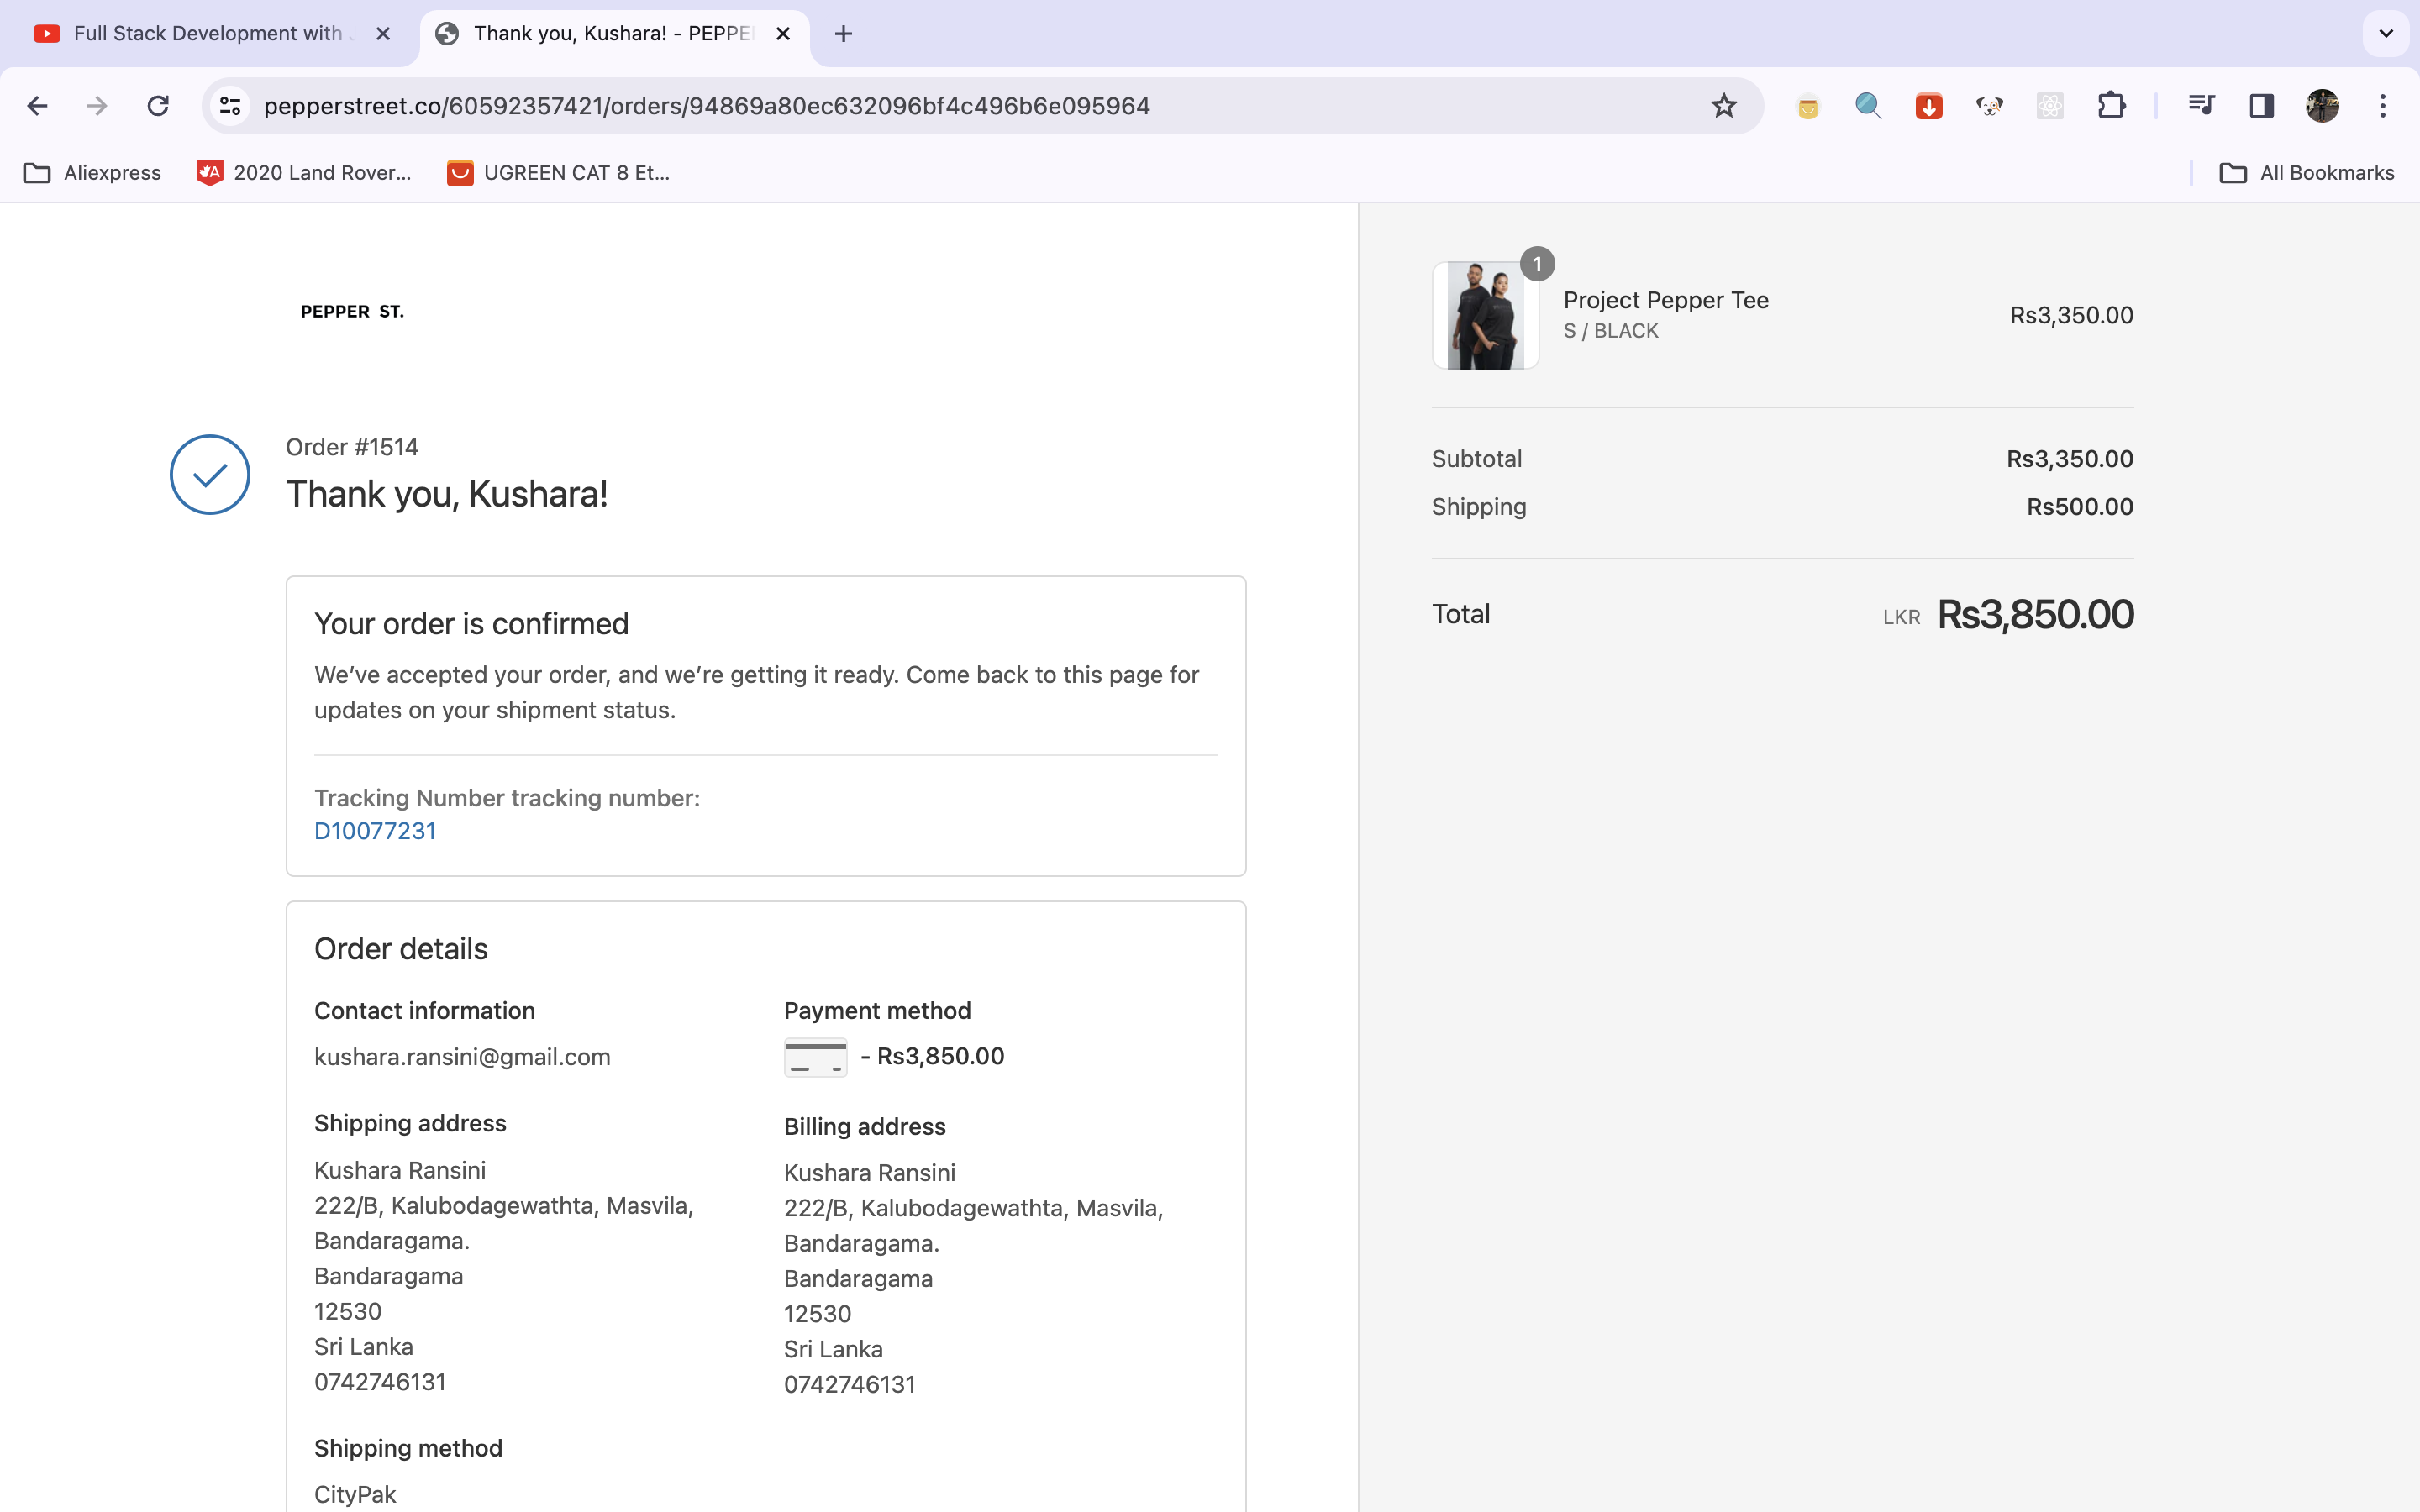 Full Stack Development with
Thank you, Kushara! - PEPPE
pepperstreet.co/60592357421/orders/94869a80ec632096bf4c496b6e095964
Aliexpress
2020 Land Rover...
UGREEN CAT 8 Et...
All Bookmarks
PEPPER ST.
Order #1514
Thank you, Kushara!
Your order is confirmed
We’ve accepted your order, and we’re getting it ready. Come back to this page for
updates on your shipment status.
Tracking Number tracking number:
D10077231
Order details
Contact information
kushara.ransini@gmail.com
Shipping address
Kushara Ransini
222/B, Kalubodagewathta, Masvila,
Bandaragama.
Bandaragama
12530
Sri Lanka
0742746131
Shipping method
CityPak
Payment method
- Rs3,850.00
Billing address
Kushara Ransini
222/B, Kalubodagewathta, Masvila,
Bandaragama.
Bandaragama
12530
Sri Lanka
0742746131
1
Project Pepper Tee
S / BLACK
Rs3,350.00
Subtotal
Rs3,350.00
Shipping
Rs500.00
Total
LKR Rs3,850.00